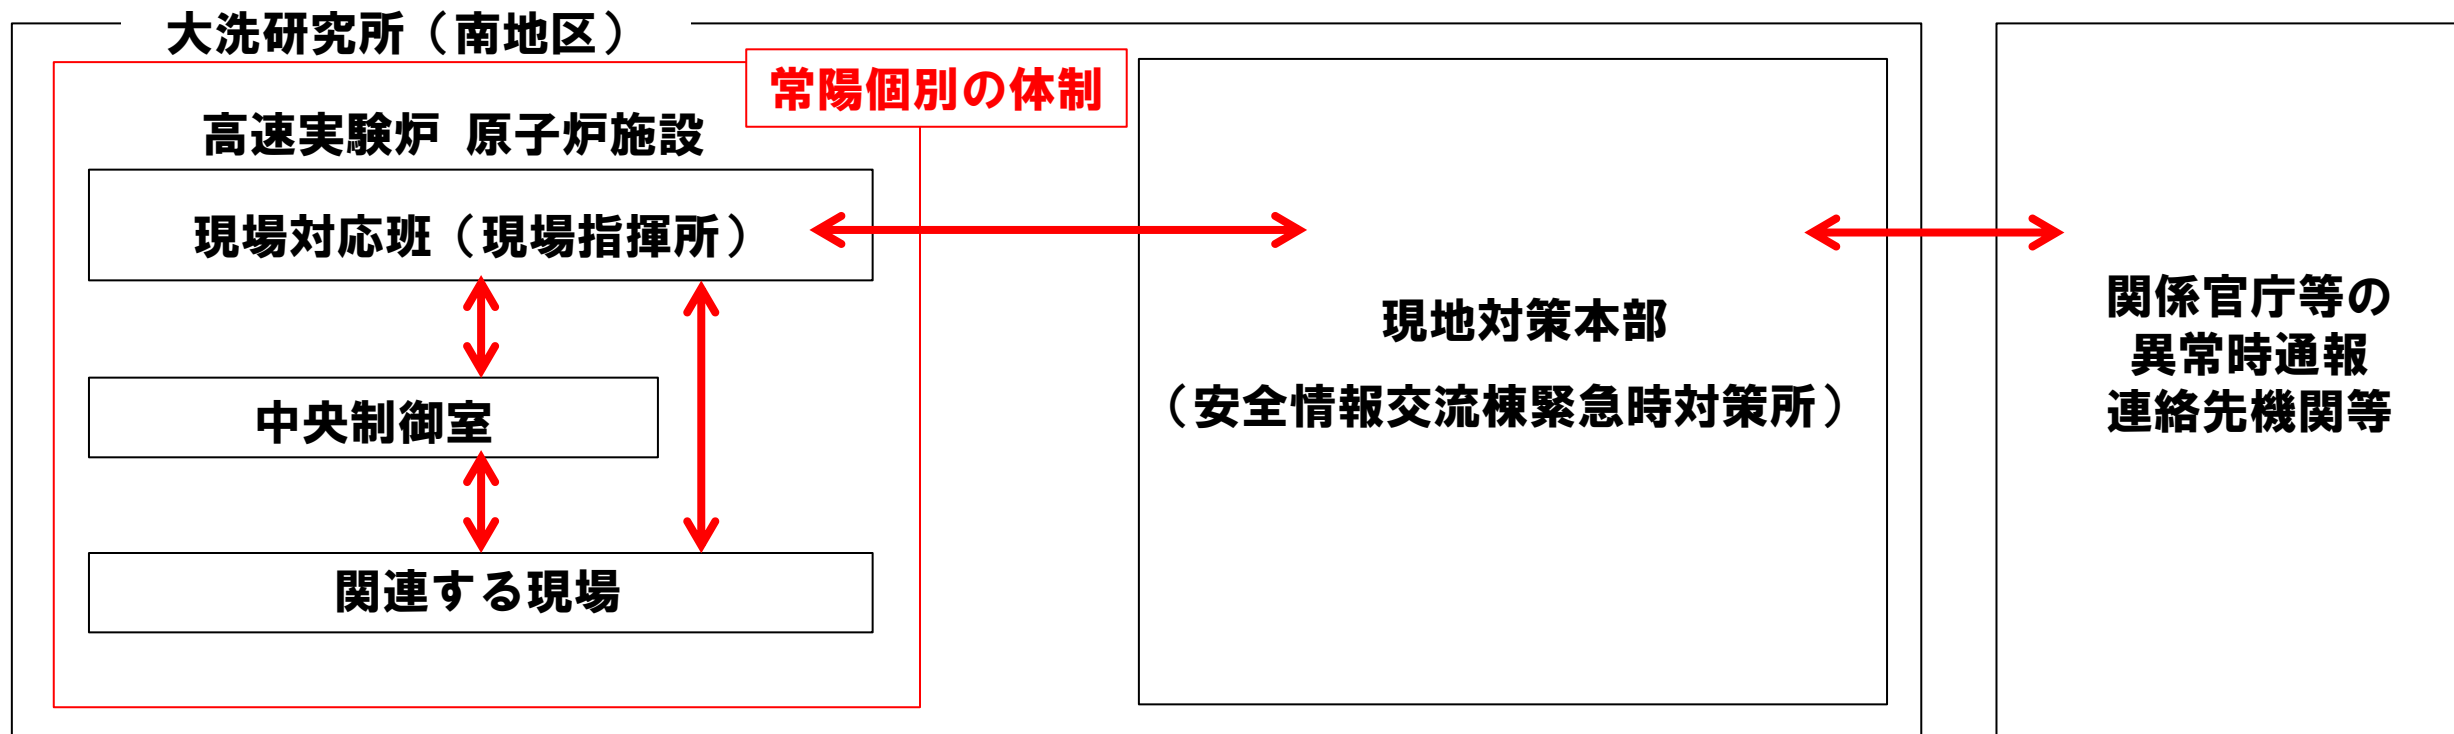 大洗研究所（南地区）
常陽個別の体制
高速実験炉 原子炉施設
現場対応班（現場指揮所）
中央制御室
関連する現場
現地対策本部
（安全情報交流棟緊急時対策所）
関係官庁等の
異常時通報
連絡先機関等